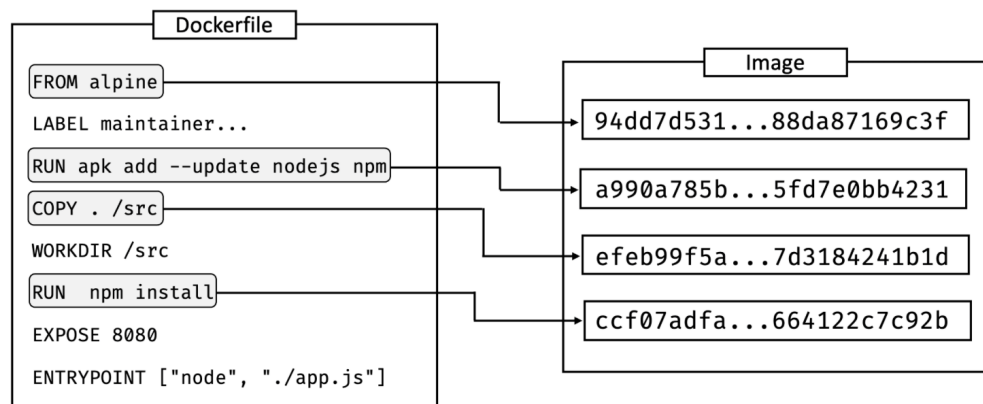 Dockerfile
FROM alpine
LABEL maintainer...
RUN apk add --update nodejs npm
COPY . /src
WORKDIR /src
RUN  npm install
EXPOSE 8080
ENTRYPOINT ["node", "./app.js"]
Image
94dd7d531...88da87169c3f
a990a785b...5fd7e0bb4231
efeb99f5a...7d3184241b1d
ccf07adfa...664122c7c92b